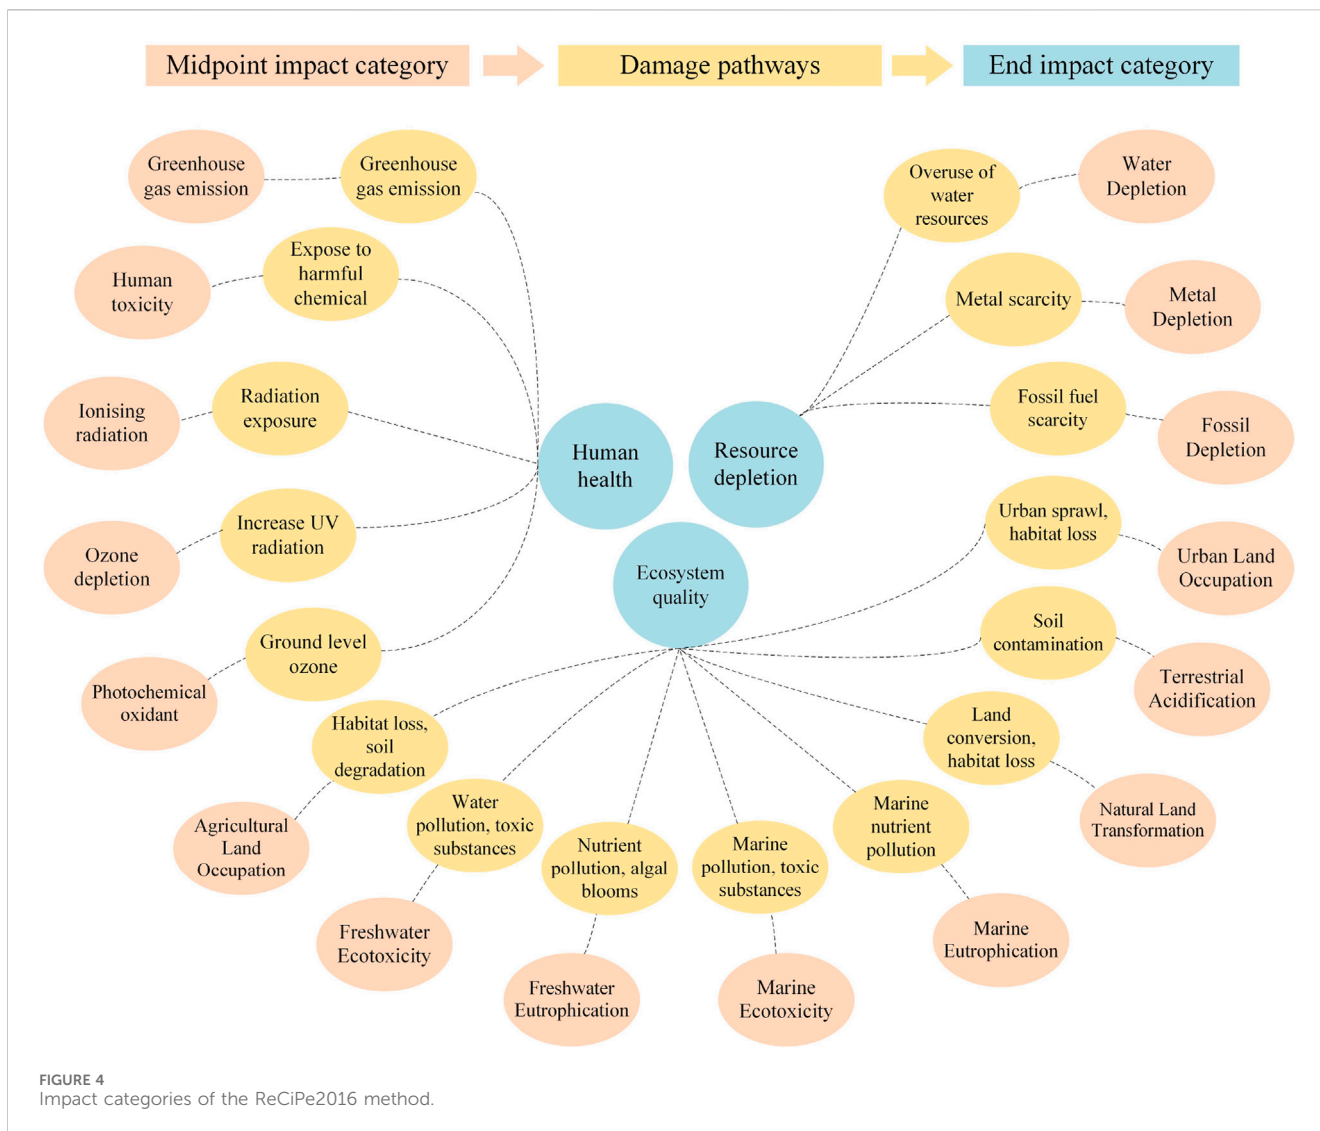 Midpoint impact category
Damage pathways
End impact category
Greenhouse
gas emission
Greenhouse
gas emission
Human
toxicity
Expose to
harmful
chemical
Ionising
radiation
Radiation
exposure
Ozone
depletion
Increase UV
radiation
Photochemical
oxidant
Ground level
ozone
Human
health
Resource
depletion
Ecosystem
quality
Overuse of
water
resources
Water
Depletion
Metal scarcity
Metal
Depletion
Fossil fuel
scarcity
Fossil
Depletion
Urban sprawl,
habitat loss
Urban Land
Occupation
Soil
contamination
Terrestrial
Acidification
Land
conversion,
habitat loss
Natural Land
Transformation
Habitat loss,
soil
degradation
Agricultural
Land
Occupation
Water
pollution, toxic
substances
Freshwater
Ecotoxicity
Nutrient
pollution, algal
blooms
Freshwater
Eutrophication
Marine
pollution, toxic
substances
Marine
Ecotoxicity
Marine
nutrient
pollution
Marine
Eutrophication
FIGURE 4
Impact categories of the ReCiPe2016 method.